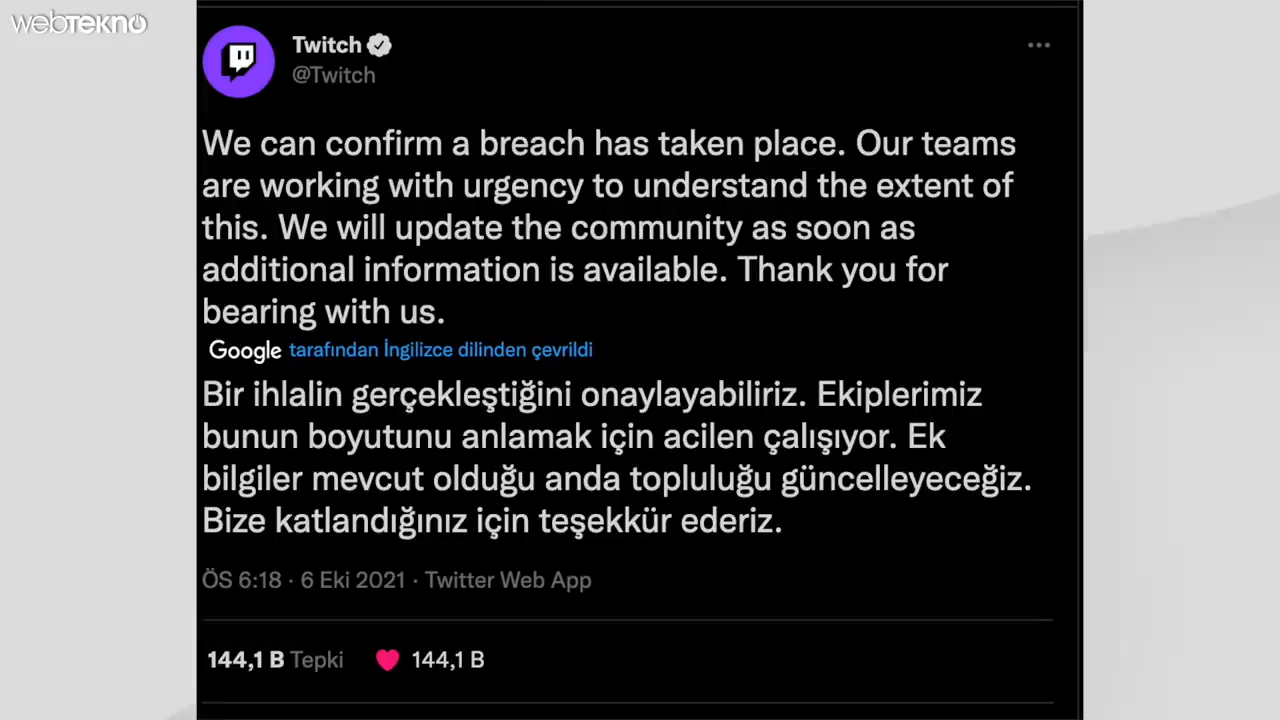 webtekno
Twitch
@Twitch
We can confirm a breach has taken place. Our teams
are working with urgency to understand the extent of
this. We will update the community as soon as
additional information is available. Thank you for
bearing with us.
Google tarafından İngilizce dilinden çevrildi
Bir ihlalin gerçekleştiğini onaylayabiliriz. Ekiplerimiz
bunun boyutunu anlamak için acilen çalışıyor. Ek
bilgiler mevcut olduğu anda topluluğu güncelleyeceğiz.
Bize katlandığınız için teşekkür ederiz.
ÖS 6:18 · 6 Eki 2021 · Twitter Web App
144,1 B Tepki 144,1 B